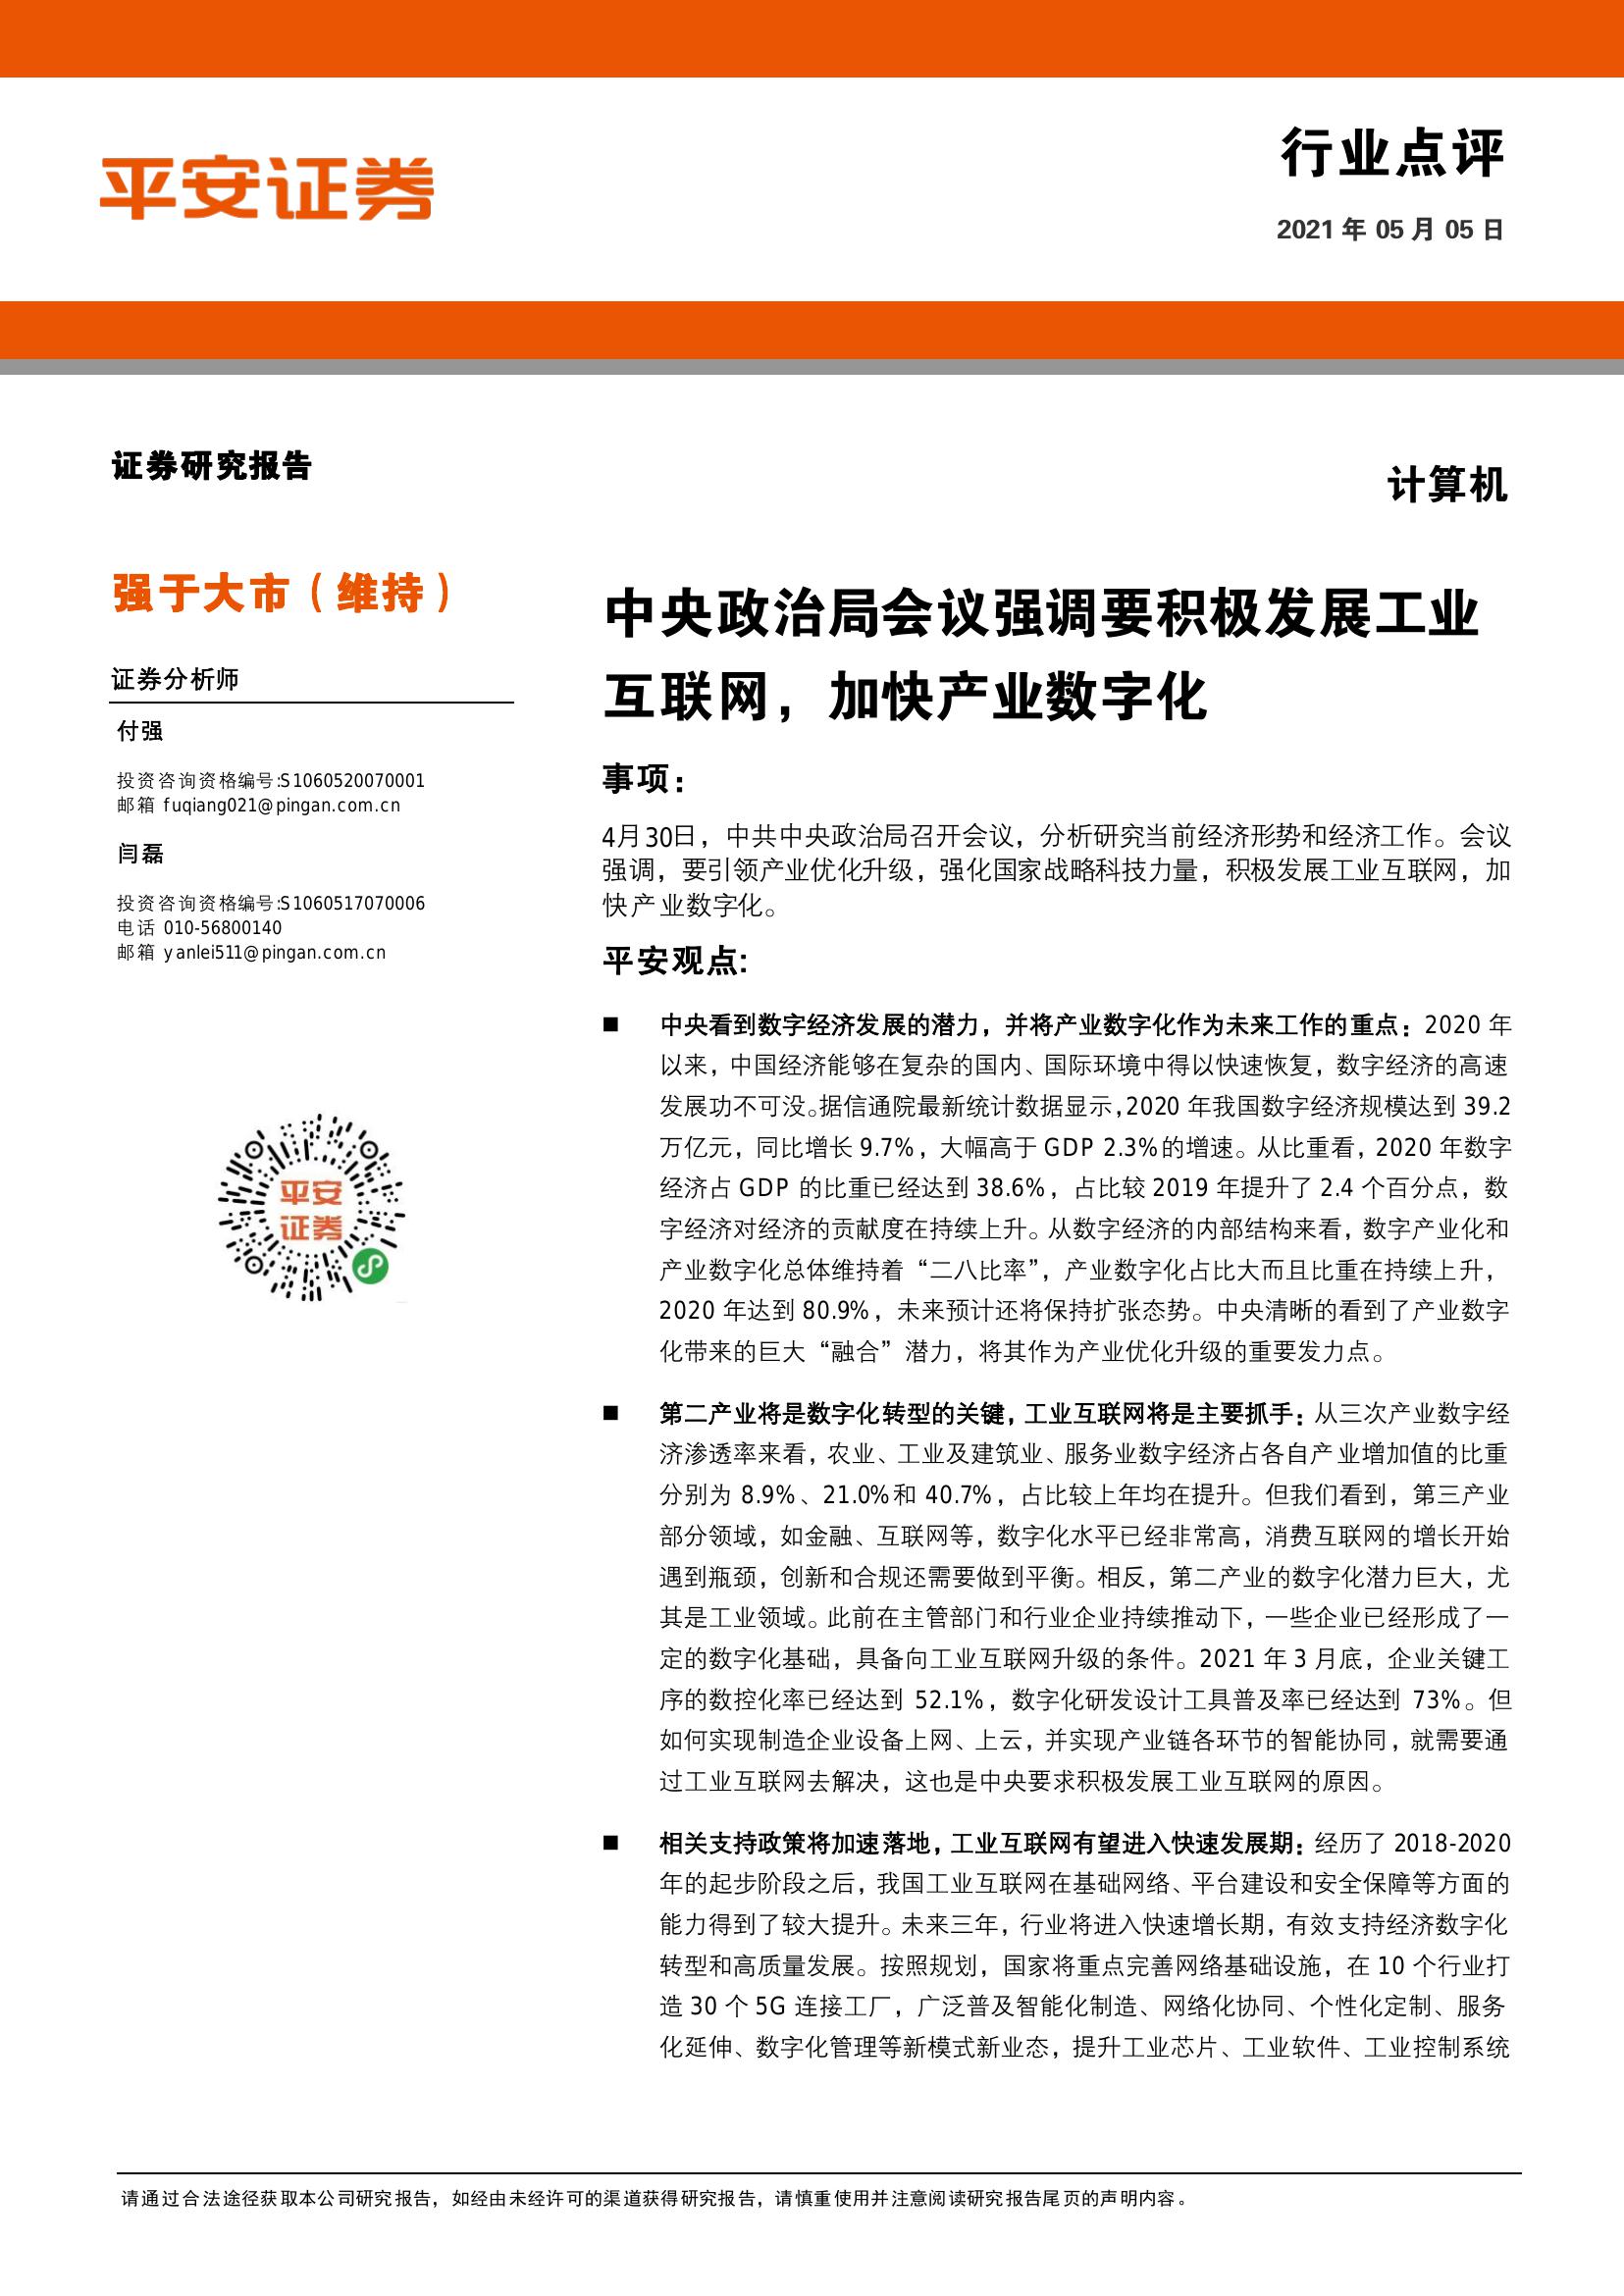 平安证券
行业点评
2021 年 05 月 05 日
证券研究报告
计算机
强于大市（维持）
证券分析师
付强
投资咨询资格编号:S1060520070001
邮箱 fuqiang021@pingan.com.cn
闫磊
投资咨询资格编号:S1060517070006
电话 010-56800140
邮箱 yanlei511@pingan.com.cn
平安
证券
中央政治局会议强调要积极发展工业
互联网，加快产业数字化
事项：
4月30日，中共中央政治局召开会议，分析研究当前经济形势和经济工作。会议
强调，要引领产业优化升级，强化国家战略科技力量，积极发展工业互联网，加
快产业数字化。
平安观点:
■ 中央看到数字经济发展的潜力，并将产业数字化作为未来工作的重点：2020 年
以来，中国经济能够在复杂的国内、国际环境中得以快速恢复，数字经济的高速
发展功不可没。据信通院最新统计数据显示，2020 年我国数字经济规模达到 39.2
万亿元，同比增长 9.7%，大幅高于 GDP 2.3%的增速。从比重看，2020 年数字
经济占 GDP 的比重已经达到 38.6%，占比较 2019 年提升了 2.4 个百分点，数
字经济对经济的贡献度在持续上升。从数字经济的内部结构来看，数字产业化和
产业数字化总体维持着“二八比率”，产业数字化占比大而且比重在持续上升，
2020 年达到 80.9%，未来预计还将保持扩张态势。中央清晰的看到了产业数字
化带来的巨大“融合”潜力，将其作为产业优化升级的重要发力点。
■ 第二产业将是数字化转型的关键，工业互联网将是主要抓手：从三次产业数字经
济渗透率来看，农业、工业及建筑业、服务业数字经济占各自产业增加值的比重
分别为 8.9%、21.0%和 40.7%，占比较上年均在提升。但我们看到，第三产业
部分领域，如金融、互联网等，数字化水平已经非常高，消费互联网的增长开始
遇到瓶颈，创新和合规还需要做到平衡。相反，第二产业的数字化潜力巨大，尤
其是工业领域。此前在主管部门和行业企业持续推动下，一些企业已经形成了一
定的数字化基础，具备向工业互联网升级的条件。2021 年 3 月底，企业关键工
序的数控化率已经达到 52.1%，数字化研发设计工具普及率已经达到 73%。但
如何实现制造企业设备上网、上云，并实现产业链各环节的智能协同，就需要通
过工业互联网去解决，这也是中央要求积极发展工业互联网的原因。
■ 相关支持政策将加速落地，工业互联网有望进入快速发展期：经历了 2018-2020
年的起步阶段之后，我国工业互联网在基础网络、平台建设和安全保障等方面的
能力得到了较大提升。未来三年，行业将进入快速增长期，有效支持经济数字化
转型和高质量发展。按照规划，国家将重点完善网络基础设施，在 10 个行业打
造 30 个 5G 连接工厂，广泛普及智能化制造、网络化协同、个性化定制、服务
化延伸、数字化管理等新模式新业态，提升工业芯片、工业软件、工业控制系统
请通过合法途径获取本公司研究报告，如经由未经许可的渠道获得研究报告，请慎重使用并注意阅读研究报告尾页的声明内容。